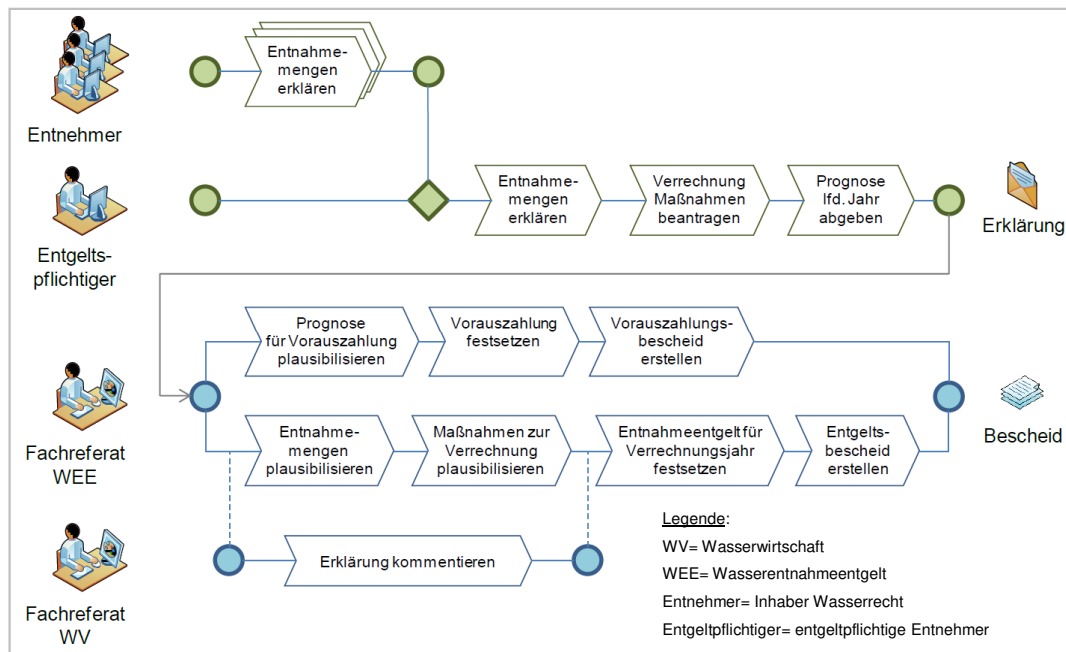 Entnahme-
mengen
erklären
Entnehmer
Entgelts-
pflichtiger
Entnahme-
mengen
erklären
Verrechnung
Maßnahmen
beantragen
Prognose
lfd. Jahr
abgeben
Erklärung
Prognose
für Vorauszahlung
plausibilisieren
Vorauszahlung
festsetzen
Vorauszahlungs-
bescheid
erstellen
Fachreferat
WEE
Entnahme-
mengen
plausibilisieren
Maßnahmen zur
Verrechnung
plausibilisieren
Entnahmeentgelt für
Verrechnungsjahr
festsetzen
Entgelts-
bescheid
erstellen
Bescheid
Fachreferat
WV
Erklärung kommentieren
Legende:
WV= Wasserwirtschaft
WEE= Wasserentnahmeentgelt
Entnehmer= Inhaber Wasserrecht
Entgeltpflichtiger= entgeltpflichtige Entnehmer